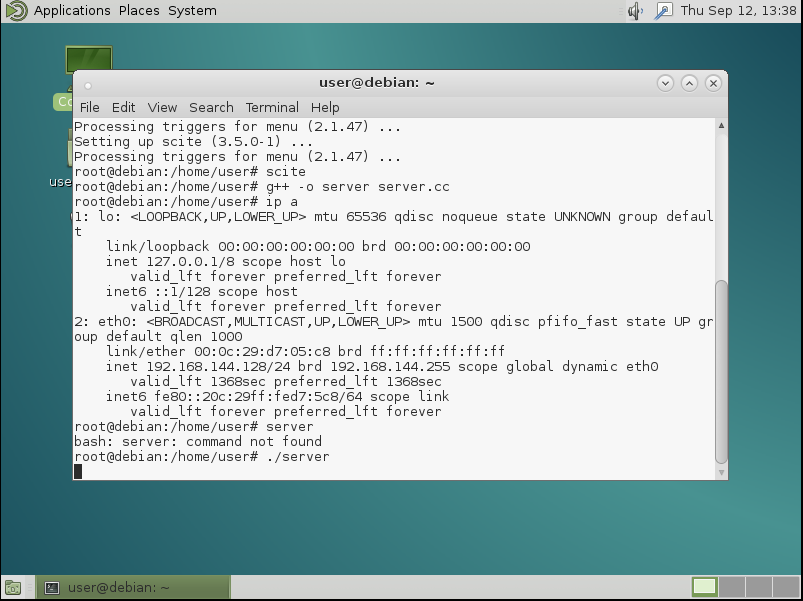 Applications Places System
Thu Sep 12, 13:38
user@debian: ~
File Edit View Search Terminal Help
Processing triggers for menu (2.1.47) ...
Setting up scite (3.5.0-1) ...
Processing triggers for menu (2.1.47) ...
root@debian:/home/user# scite
root@debian:/home/user# g++ -o server server.cc
root@debian:/home/user# ip a
1: lo: <LOOPBACK,UP,LOWER_UP> mtu 65536 qdisc noqueue state UNKNOWN group defaul
t
    link/loopback 00:00:00:00:00:00 brd 00:00:00:00:00:00
    inet 127.0.0.1/8 scope host lo
       valid_lft forever preferred_lft forever
    inet6 ::1/128 scope host
       valid_lft forever preferred_lft forever
2: eth0: <BROADCAST,MULTICAST,UP,LOWER_UP> mtu 1500 qdisc pfifo_fast state UP gr
oup default qlen 1000
    link/ether 00:0c:29:d7:05:c8 brd ff:ff:ff:ff:ff:ff
    inet 192.168.144.128/24 brd 192.168.144.255 scope global dynamic eth0
       valid_lft 1368sec preferred_lft 1368sec
    inet6 fe80::20c:29ff:fed7:5c8/64 scope link
       valid_lft forever preferred_lft forever
root@debian:/home/user# server
bash: server: command not found
root@debian:/home/user# ./server
user@debian: ~